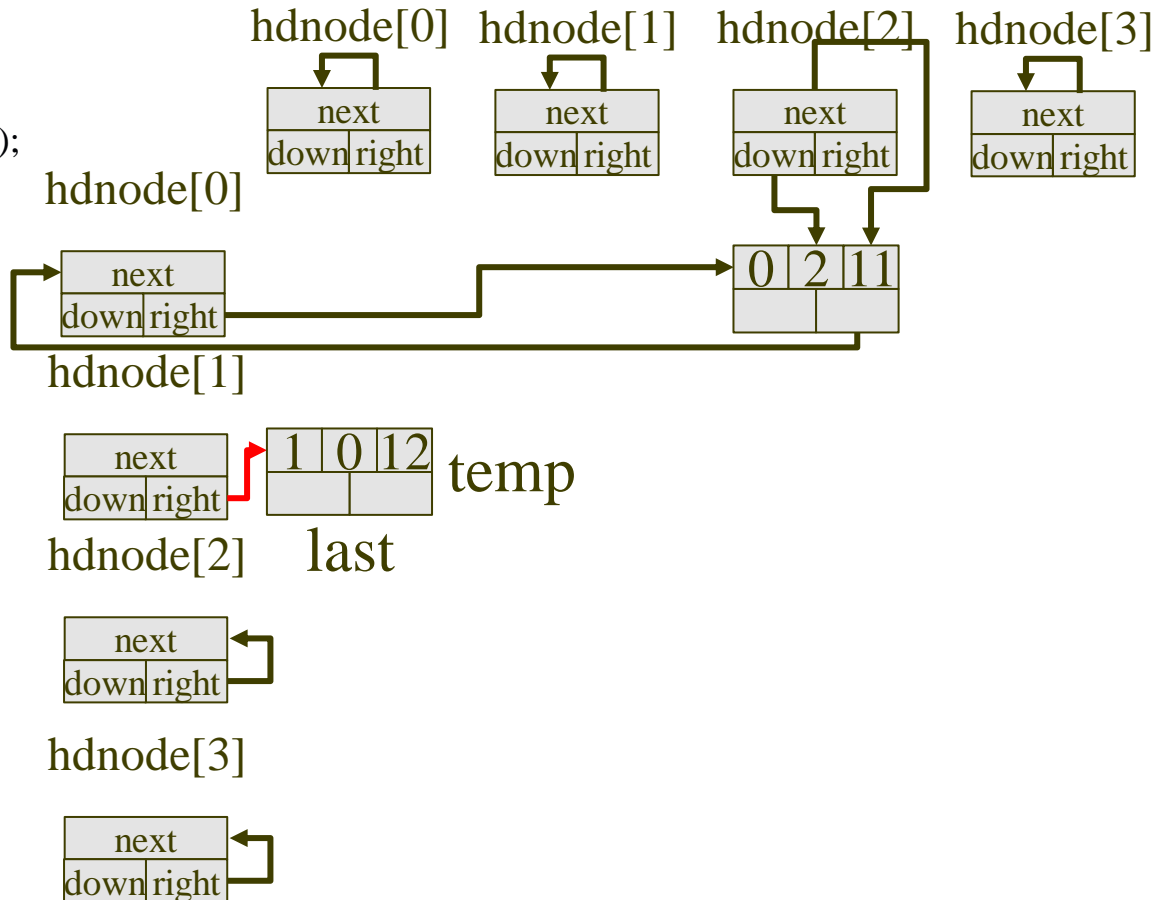 hdnode[0] hdnode[1] hdnode[2] hdnode[3]
next next next next
down right down right down right down right
);
hdnode[0]
next
down right
0 2 11
hdnode[1]
next
down right
1 0 12
temp
last
hdnode[2]
next
down right
hdnode[3]
next
down right